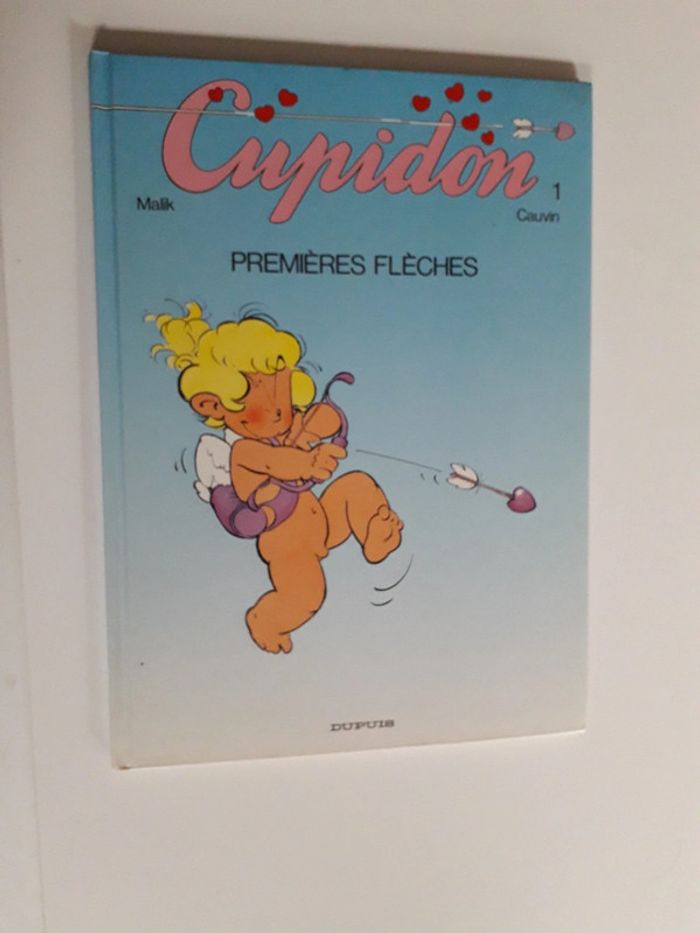 Cupidon
1
Malik
Cauvin
PREMIÈRES FLÈCHES
DUPUIS